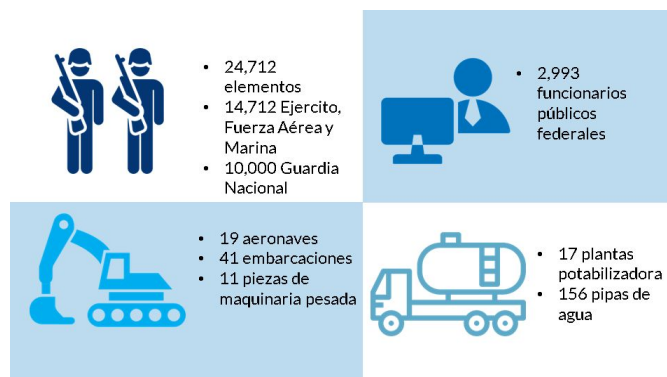 • 24,712
elementos
• 14,712 Ejercito,
Fuerza Aérea y
Marina
• 10,000 Guardia
Nacional
• 2,993
funcionarios
públicos
federales
• 19 aeronaves
• 41 embarcaciones
• 11 piezas de
maquinaria pesada
• 17 plantas
potabilizadora
• 156 pipas de
agua